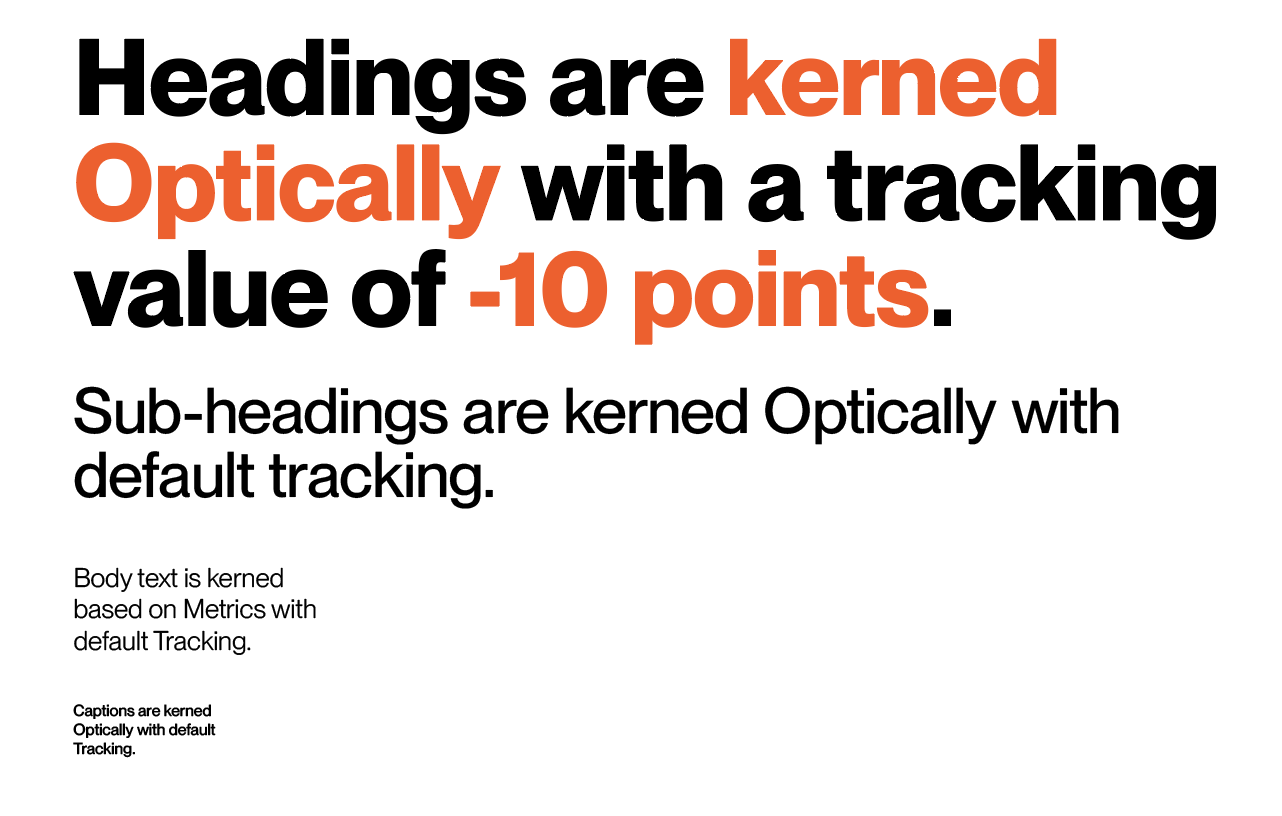 Headings are kerned
Optically with a tracking
value of -10 points.
Sub-headings are kerned Optically with
default tracking.
Body text is kerned
based on Metrics with
default Tracking.
Captions are kerned
Optically with default
Tracking.